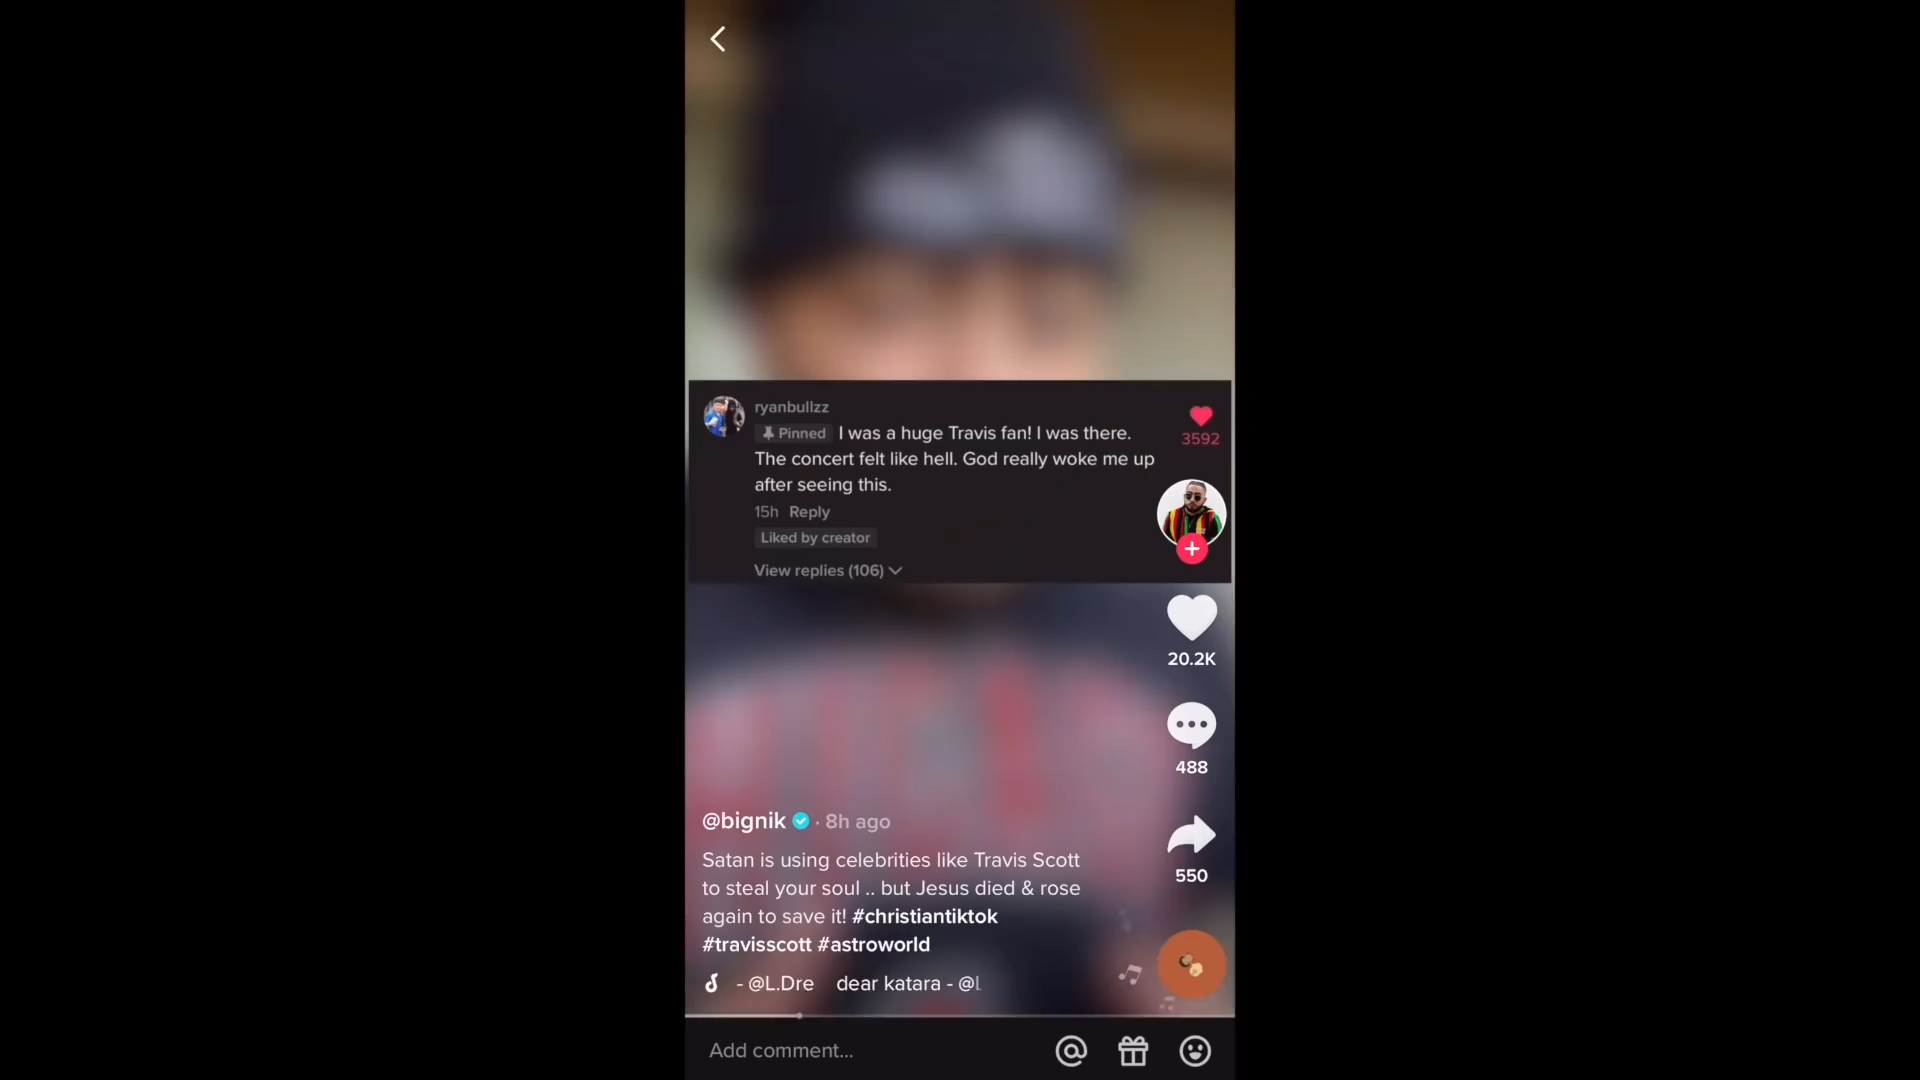 ryanbullzz
Pinned I was a huge Travis fan! I was there.
The concert felt like hell. God really woke me up
after seeing this.
3592
15h Reply
Liked by creator
View replies (106)
20.2K
488
@bignik · 8h ago
Satan is using celebrities like Travis Scott
to steal your soul .. but Jesus died & rose
again to save it! #christiantiktok
#travisscott #astroworld
550
- @L.Dre dear katara - @L
Add comment...